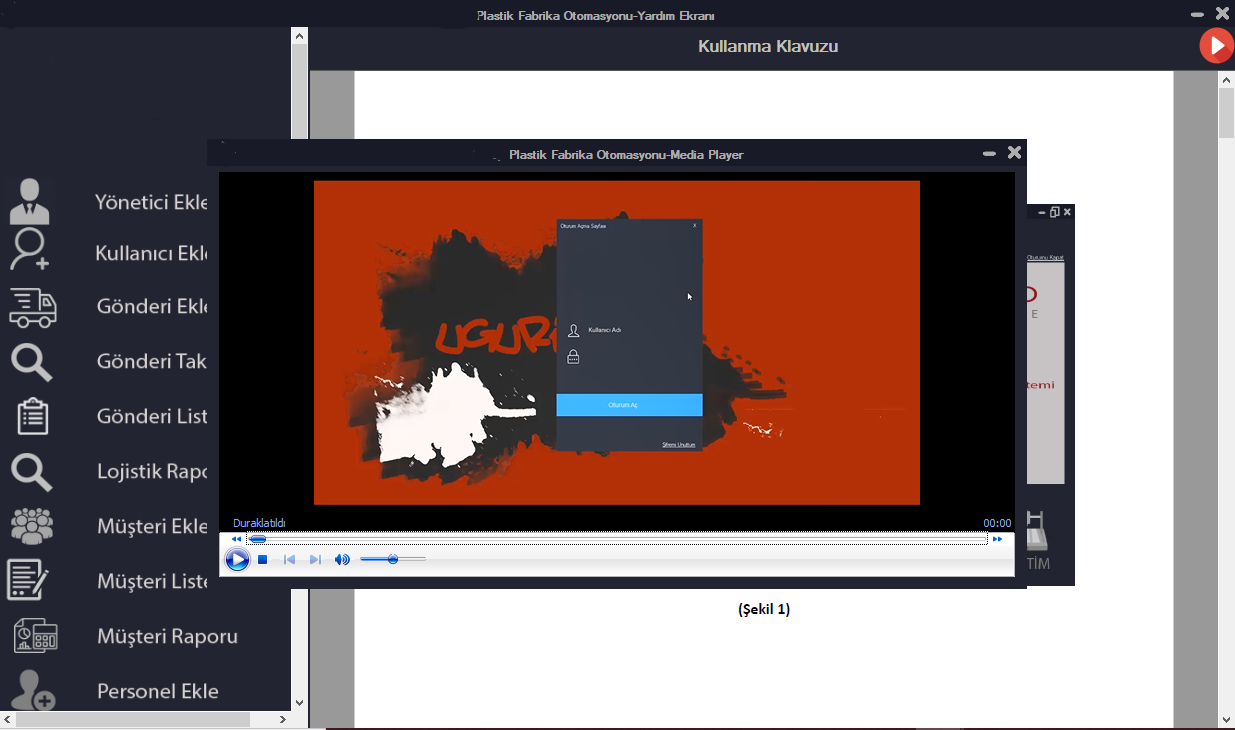 Plastik Fabrika Otomasyonu-Yardım Ekranı
Kullanma Klavuzu
Plastik Fabrika Otomasyonu-Media Player
Yönetici Ekle
Kullanıcı Ekle
Gönderi Ekle
Gönderi Tak
Gönderi List
Lojistik Rapo
Müşteri Ekle
Müşteri Liste
Müşteri Raporu
Personel Ekle
Oturum Açma Sayfası
X
UGUR
Kullanıcı Adı
Oturum Aç
Şifremi Unuttum
Oturumu Kapat
D
E
temi
TİM
Duraklatıldı
00:00
(Şekil 1)